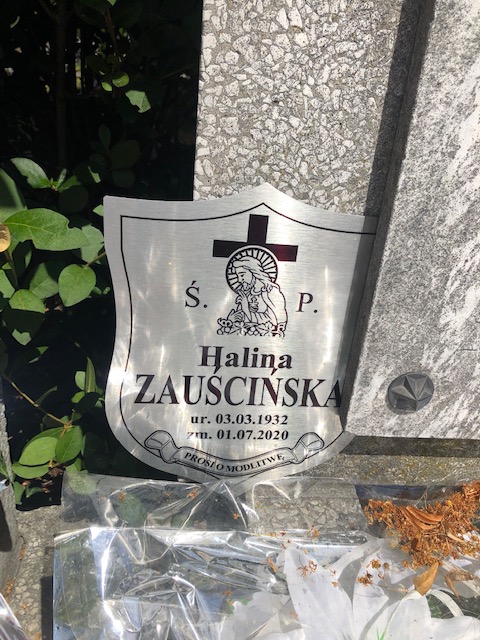 Ś. P.
Halina
ZAUŚCIŃSKA
ur. 03.03.1932
zm. 01.07.2020
PROSI O MODLITWĘ